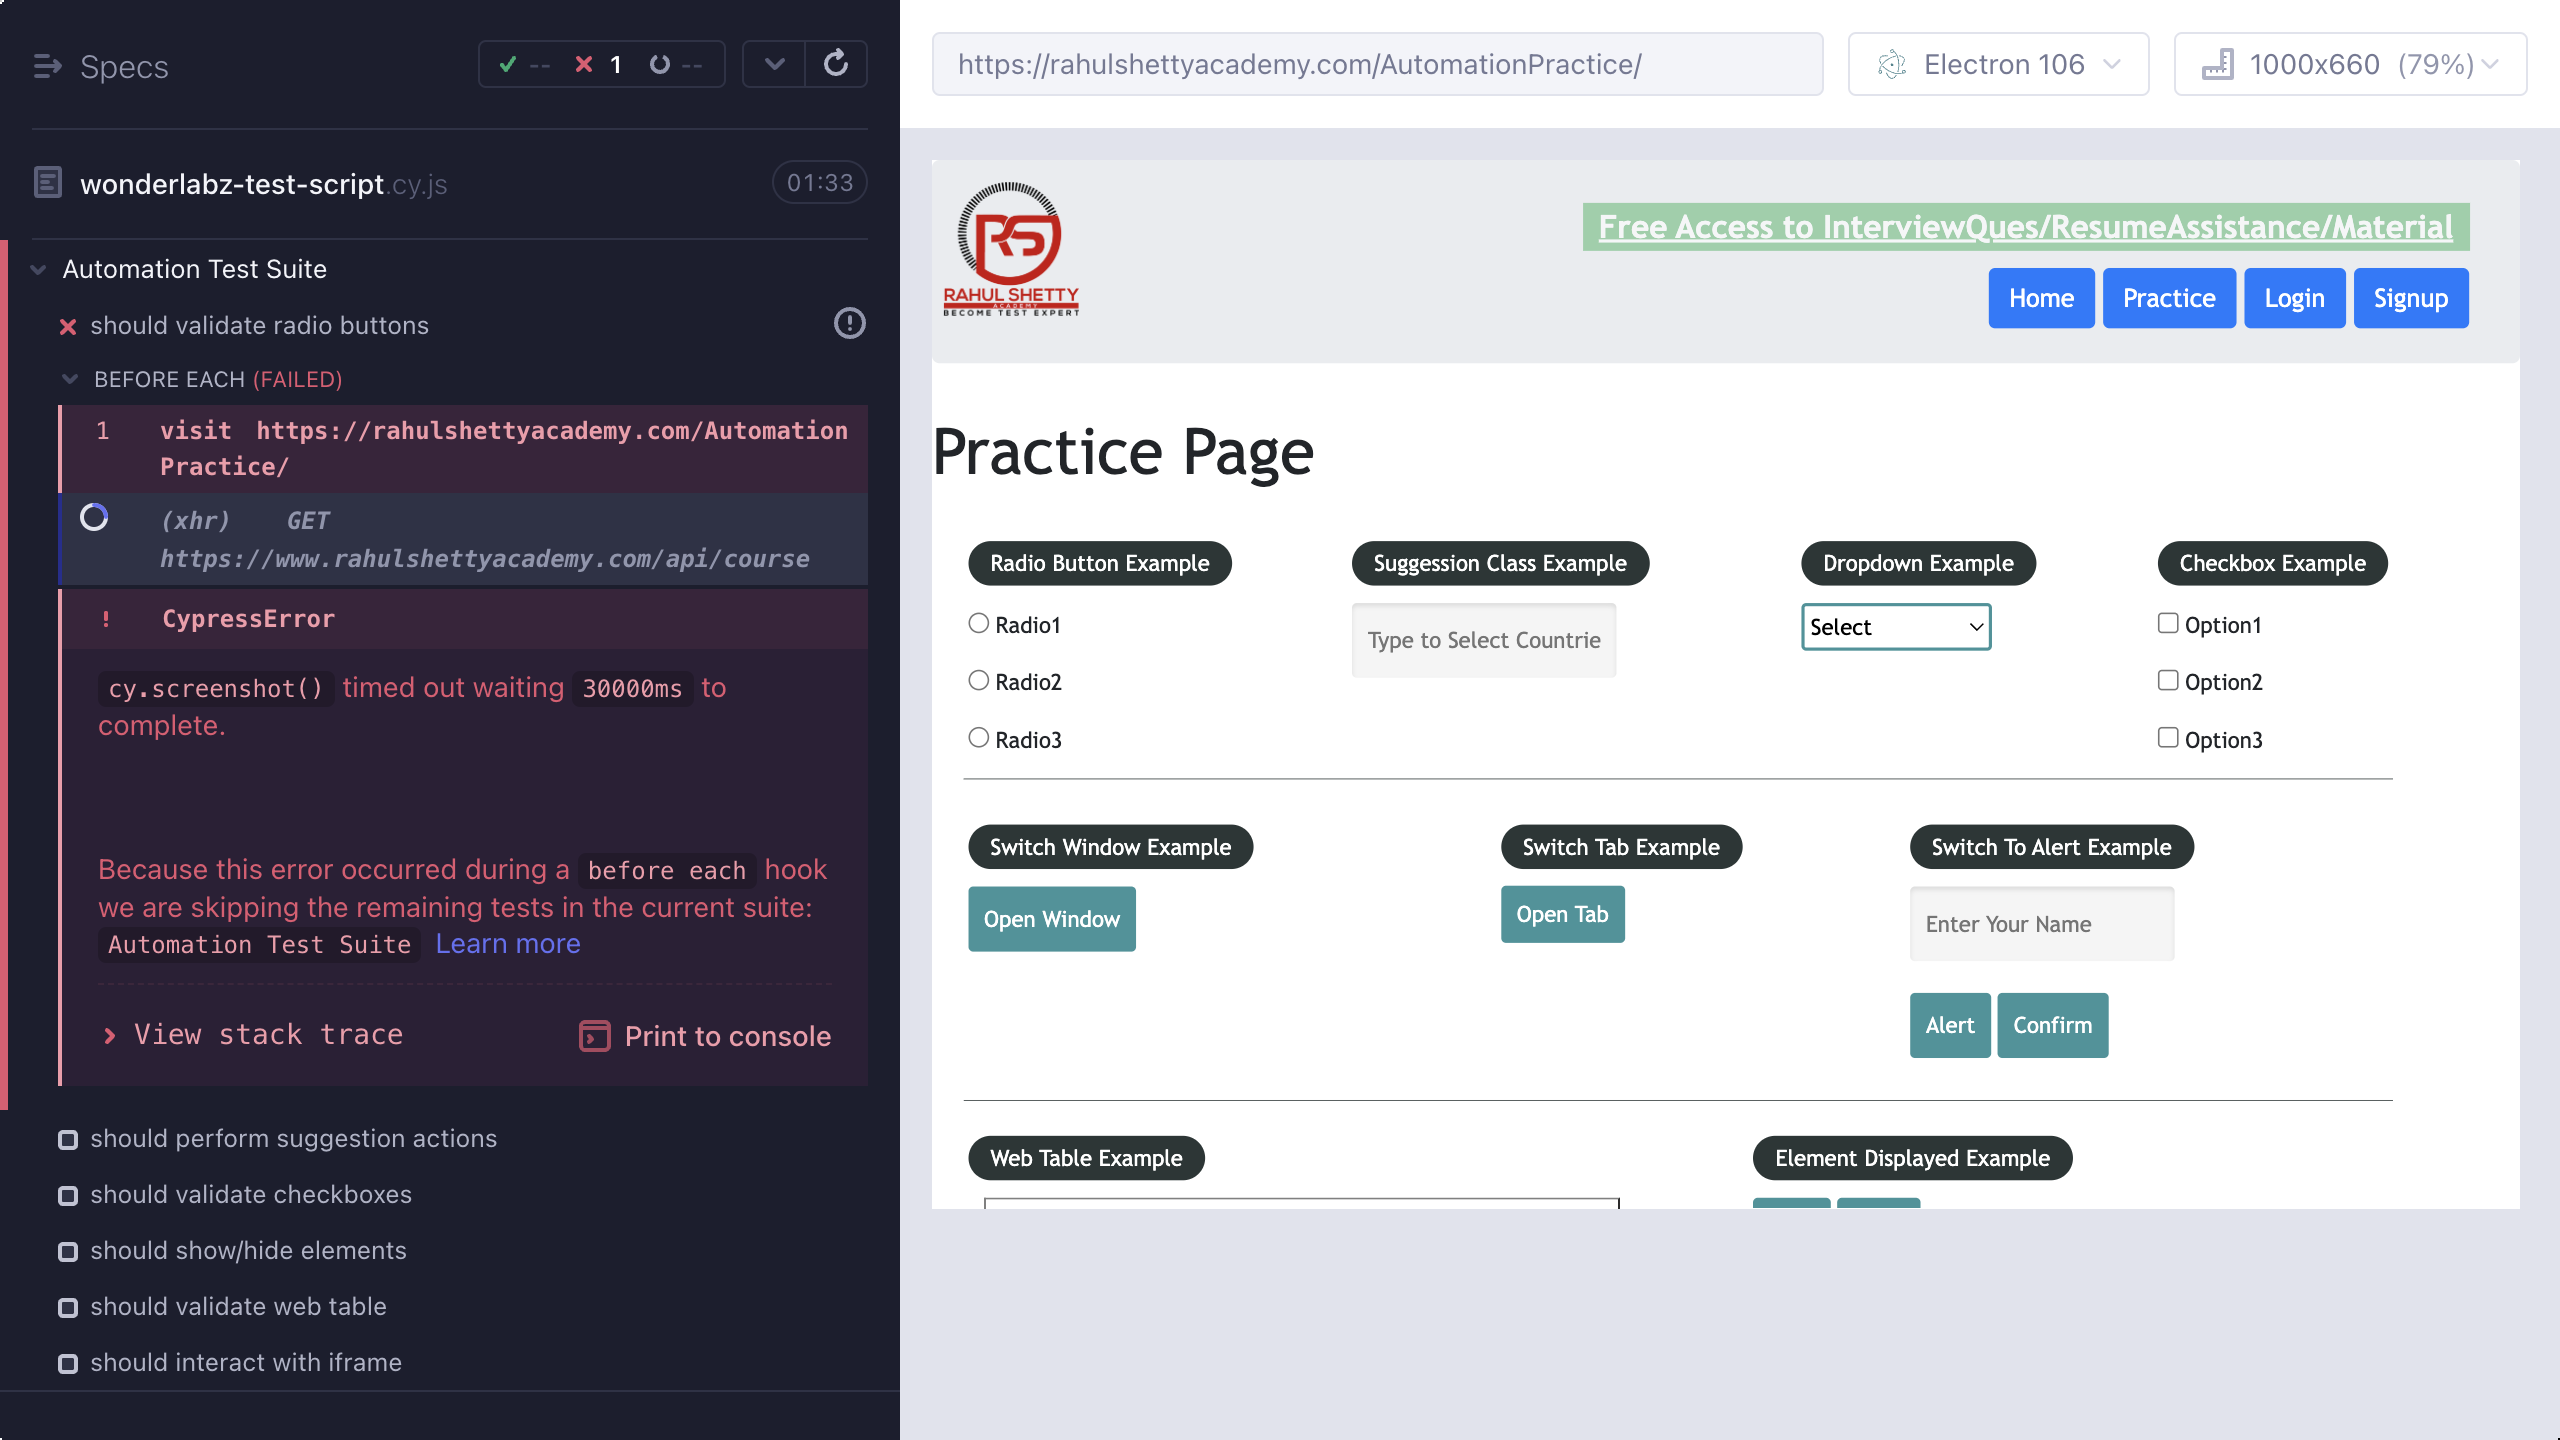 Specs
--
1
--
wonderlabz-test-script.cy.js
01:33
Automation Test Suite
should validate radio buttons
BEFORE EACH (FAILED)
1 visit https://rahulshettyacademy.com/Automation
Practice/
(xhr) GET
https://www.rahulshettyacademy.com/api/course
! CypressError
cy.screenshot() timed out waiting 30000ms to
complete.
Because this error occurred during a before each hook
we are skipping the remaining tests in the current suite:
Automation Test Suite Learn more
View stack trace
Print to console
should perform suggestion actions
should validate checkboxes
should show/hide elements
should validate web table
should interact with iframe
https://rahulshettyacademy.com/AutomationPractice/
Electron 106
1000x660 (79%)
RS
RAHUL SHETTY
ACADEMY
BECOME TEST EXPERT
Free Access to InterviewQues/ResumeAssistance/Material
Home Practice Login Signup
Practice Page
Radio Button Example
Radio1
Radio2
Radio3
Suggession Class Example
Type to Select Countrie
Dropdown Example
Select
Checkbox Example
Option1
Option2
Option3
Switch Window Example
Open Window
Switch Tab Example
Open Tab
Switch To Alert Example
Enter Your Name
Alert Confirm
Web Table Example
Element Displayed Example